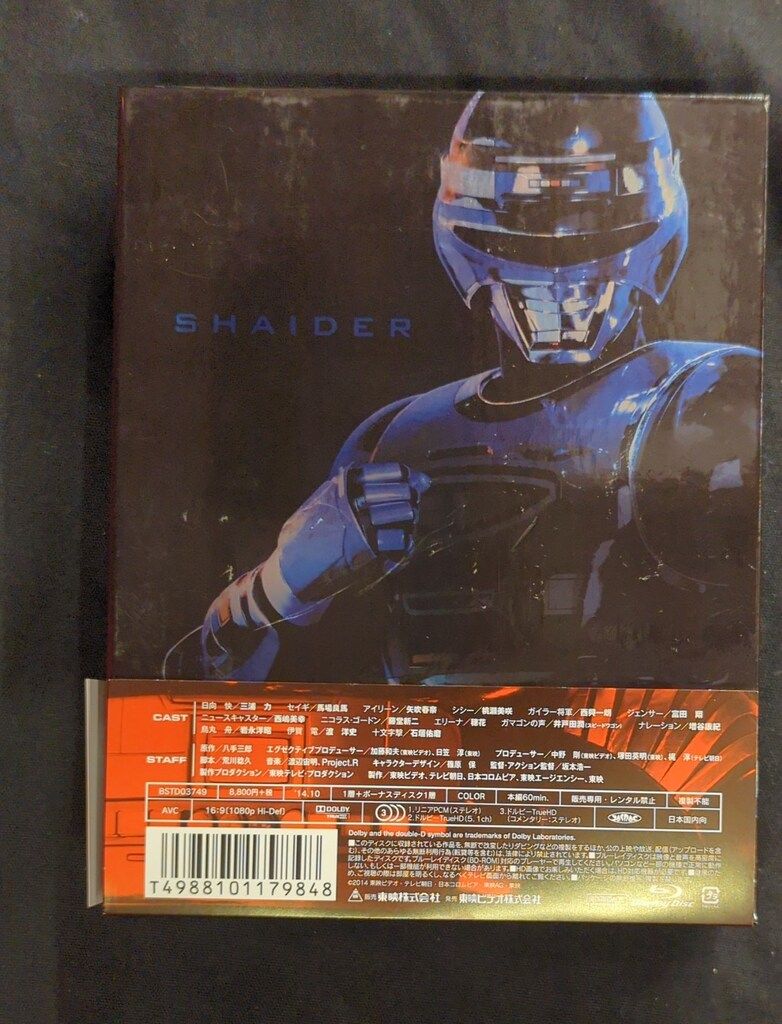 SHAIDER
CAST
日向 快／三浦 力 セイギ／馬場良馬 アイリーン／矢吹春奈 シシー／桃瀬美咲 ガイラー将軍／西興一朗 ジェンサー／富田 翔
ニュースキャスター／西嶋美幸 ニコラス・ゴードン／藤堂新二 エリーナ／穂花 ガマゴンの声／井戸田潤(スピードワゴン) ナレーション／増谷康紀
烏丸 舟／岩永洋昭 伊賀 電／渡 洋史 十文字撃／石垣佑磨
STAFF
原作／八手三郎 エグゼクティブプロデューサー／加藤和夫(東映ビデオ)、日笠 淳(東映) プロデューサー／中野 剛(東映ビデオ)、塚田英明(東映)、梶 淳(テレビ朝日)
脚本／荒川稔久 音楽／渡辺宙明、Project.R キャラクターデザイン／篠原 保 監督・アクション監督／坂本浩一
製作プロダクション／東映テレビ・プロダクション 製作／東映ビデオ、テレビ朝日、日本コロムビア、東映エージエンシー、東映
BSTD03749 8,800円+税 '14.10 1層+ボーナスディスク1層 COLOR 本編60min. 販売専用・レンタル禁止 複製不能
AVC 16:9(1080p Hi-Def) DOLBY TRUEHD 3 1.リニアPCM(ステレオ) 3.ドルビーTrueHD
2.ドルビーTrueHD(5.1ch) (コメンタリー:ステレオ) 日本国内向
Dolby and the double-D symbol are trademarks of Dolby Laboratories.
T4988101179848
©2014 東映ビデオ・テレビ朝日・日本コロムビア・東映AG・東映
販売 東映株式会社 発売 東映ビデオ株式会社